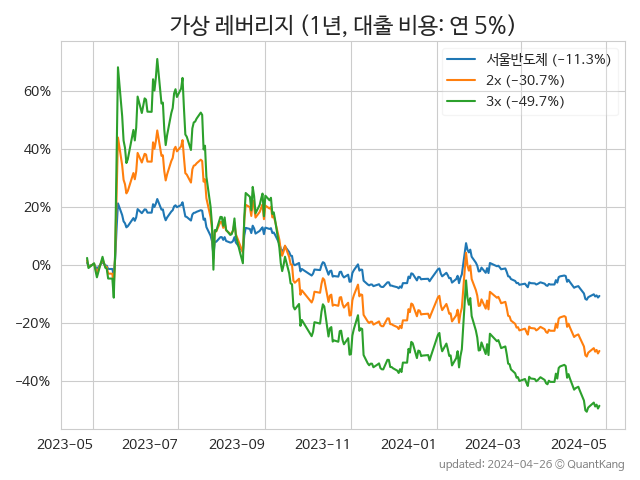 가상 레버리지 (1년, 대출 비용: 연 5%)
서울반도체 (−11.3%)
2x (−30.7%)
3x (−49.7%)
60%
40%
20%
0%
−20%
−40%
2023-05 2023-07 2023-09 2023-11 2024-01 2024-03 2024-05
updated: 2024-04-26 © QuantKang